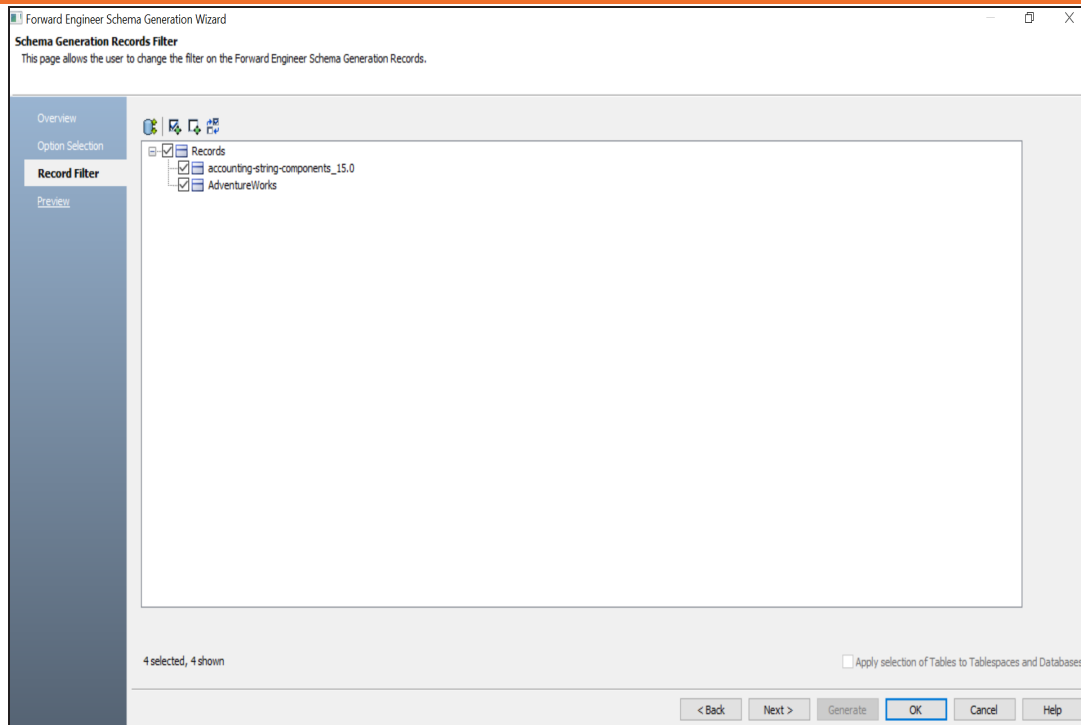 Forward Engineer Schema Generation Wizard
Schema Generation Records Filter
This page allows the user to change the filter on the Forward Engineer Schema Generation Records.
Overview
Option Selection
Record Filter
Preview
Records
accounting-string-components_15.0
AdventureWorks
4 selected, 4 shown
Apply selection of Tables to Tablespaces and Databases
< Back Next > Generate OK Cancel Help